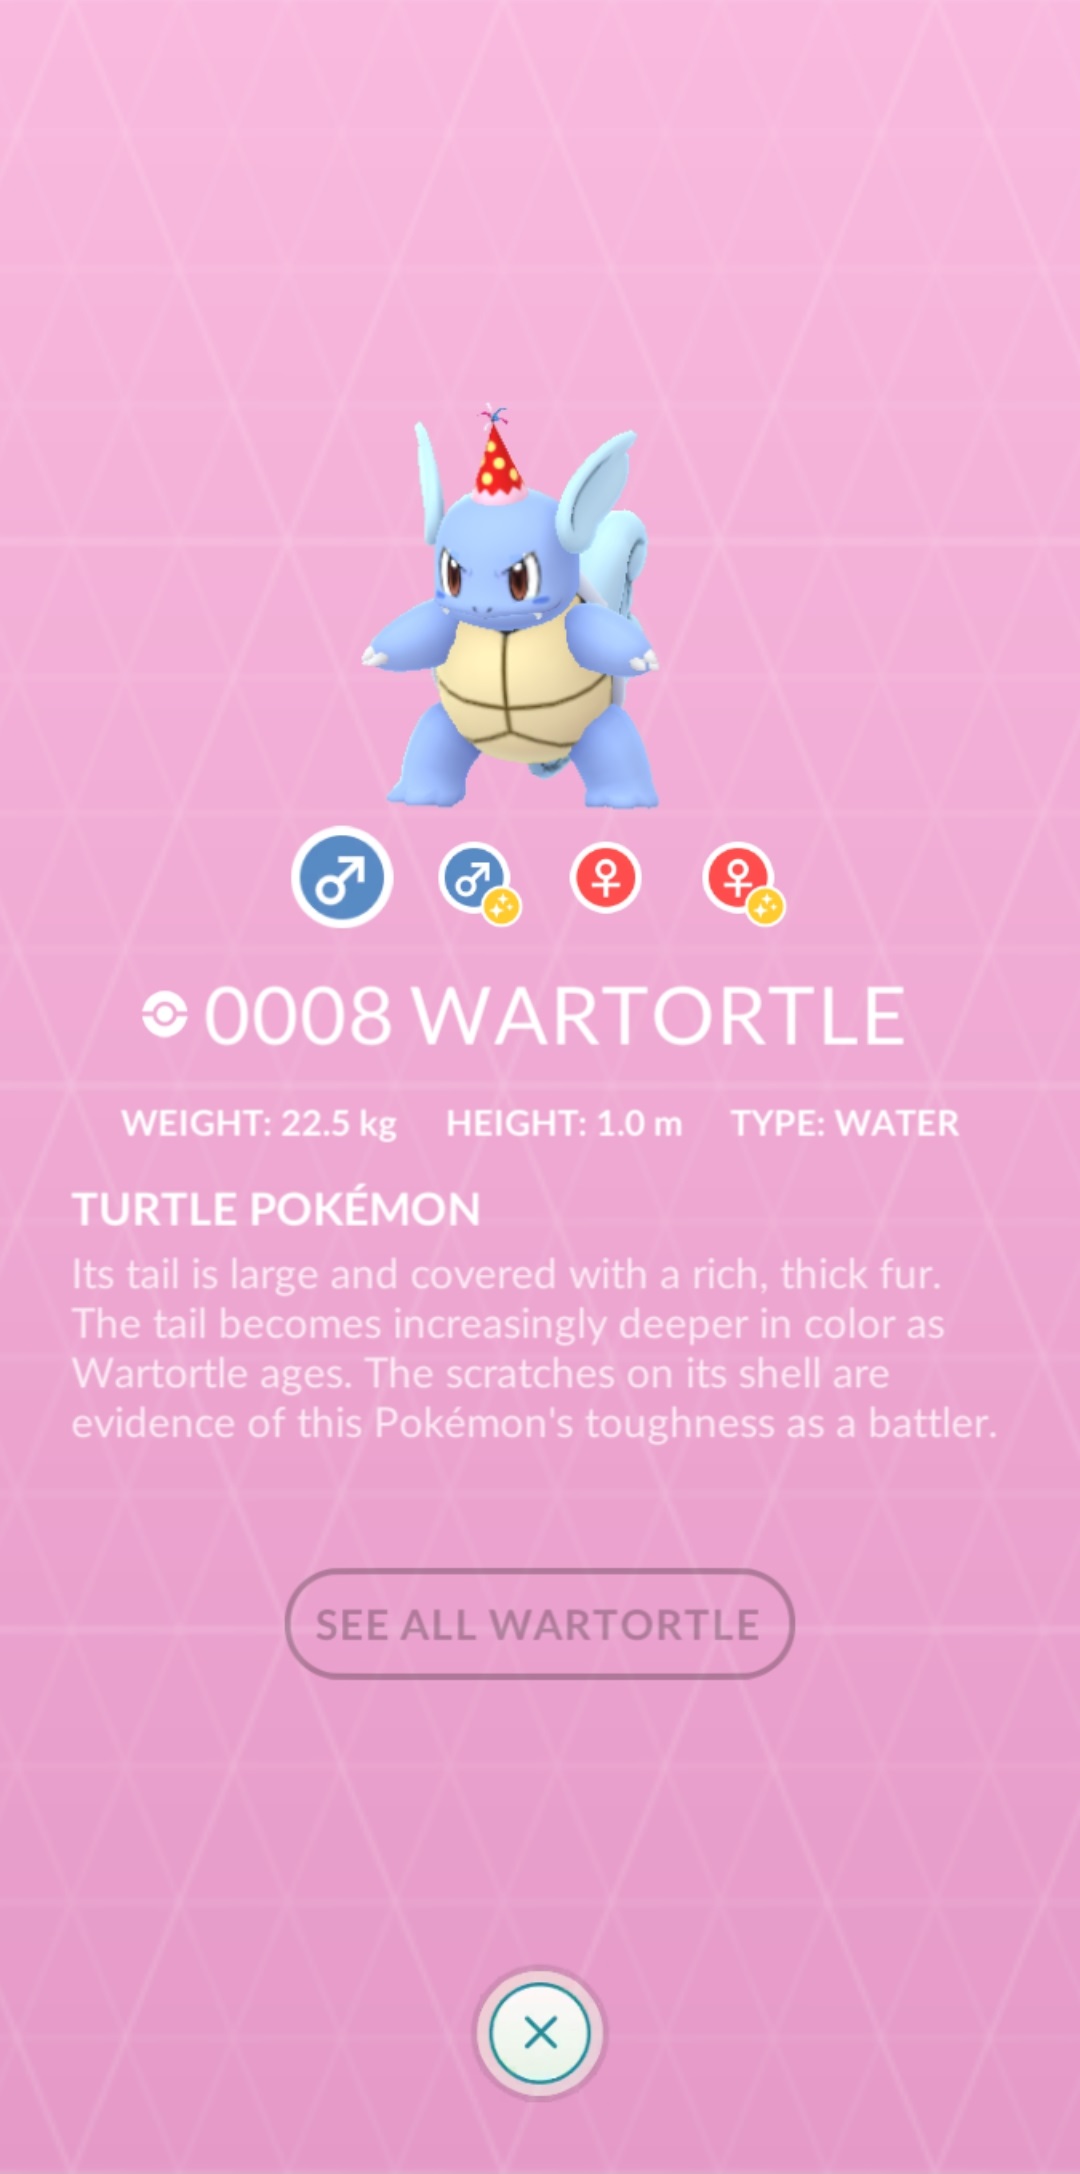 0008 WARTORTLE
WEIGHT: 22.5 kg HEIGHT: 1.0 m TYPE: WATER
TURTLE POKÉMON
Its tail is large and covered with a rich, thick fur.
The tail becomes increasingly deeper in color as
Wartortle ages. The scratches on its shell are
evidence of this Pokémon's toughness as a battler.
SEE ALL WARTORTLE